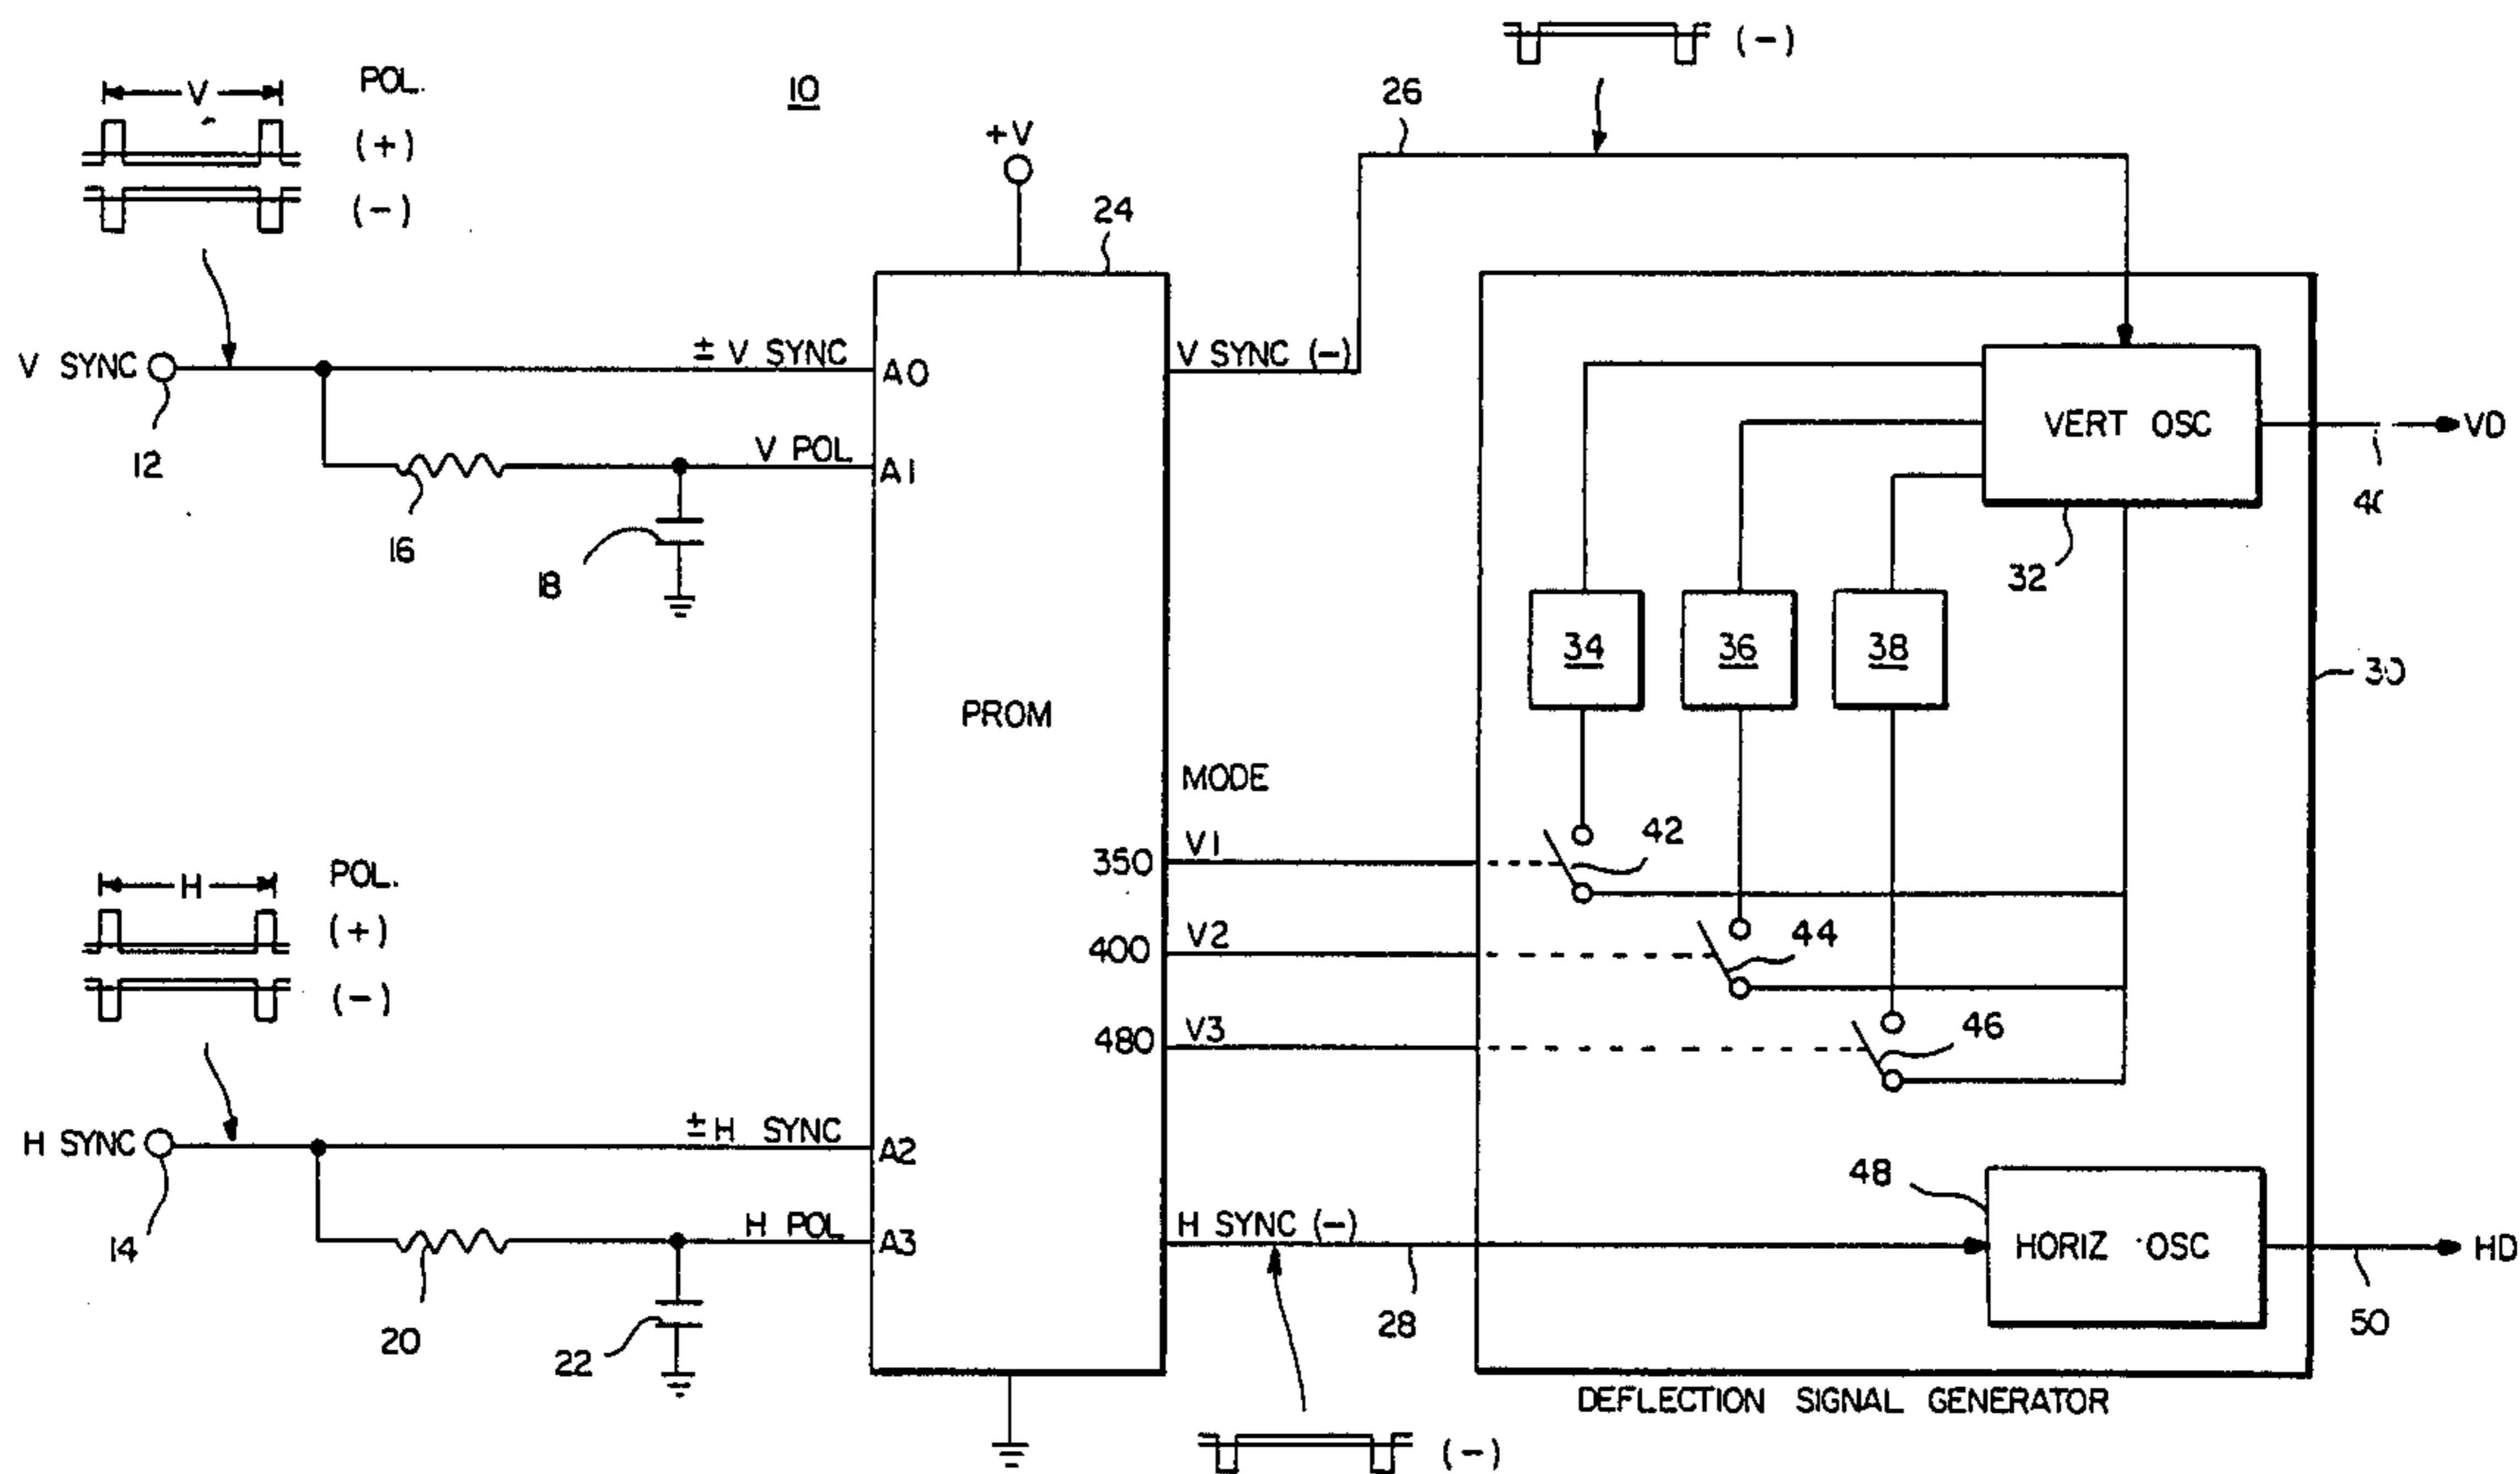 (-)
V POL.
10
26
+V
(+)
(-)
24
V SYNC
± V SYNC
A0
V SYNC (-)
VERT OSC
VD
12
V POL
A1
16
18
32
34
36
38
30
PROM
MODE
350 V1
42
H POL.
(+)
400 V2
44
(-)
480 V3
46
H SYNC
± H SYNC
A2
48
14
H POL
A3
H SYNC (-)
HORIZ OSC
HD
20
22
28
50
DEFLECTION SIGNAL GENERATOR
(-)